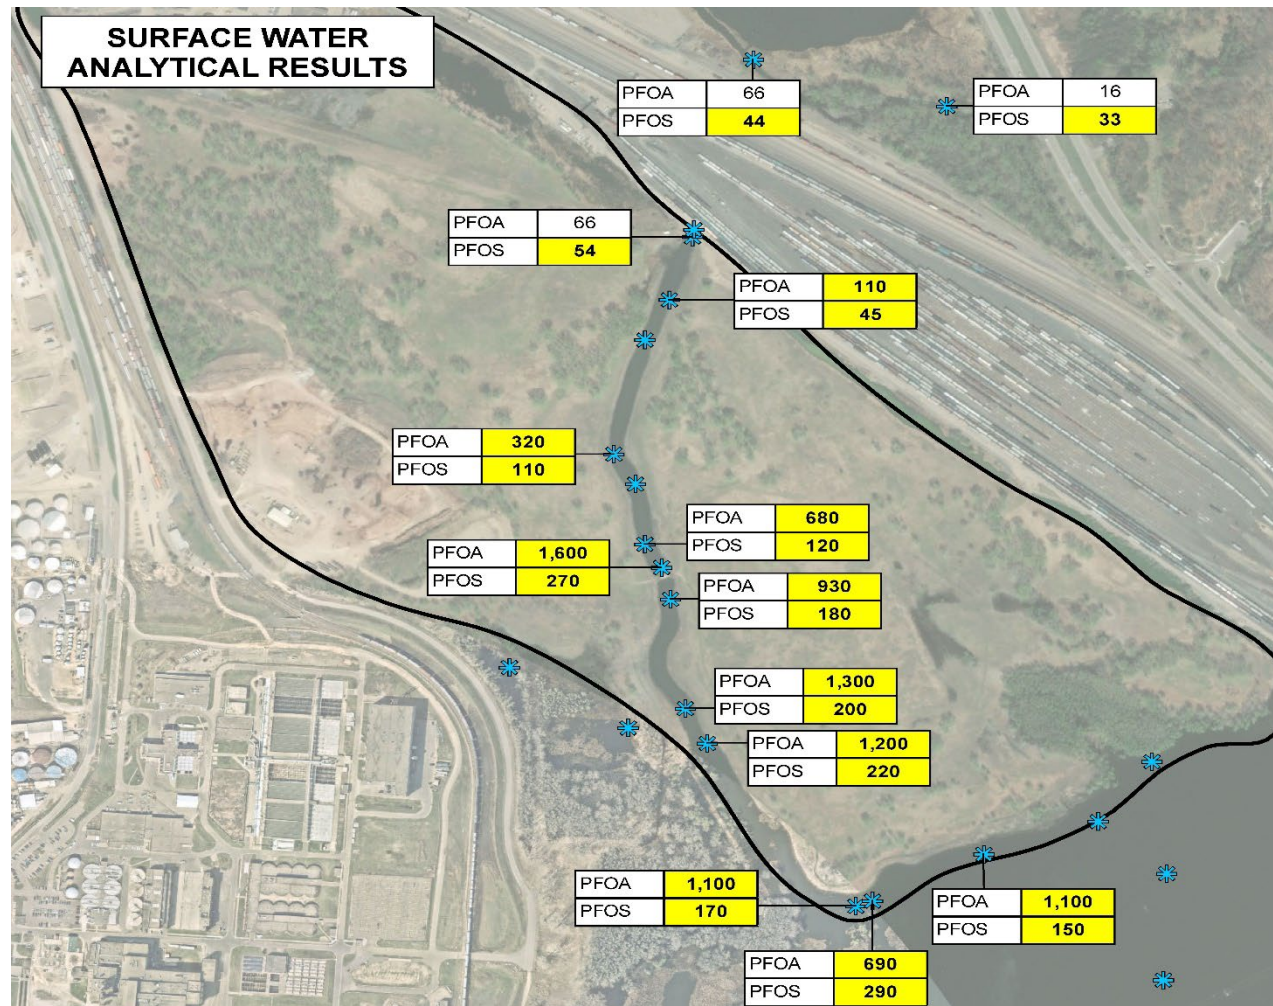 SURFACE WATER
ANALYTICAL RESULTS
PFOA 66
PFOS 44
PFOA 16
PFOS 33
PFOA 66
PFOS 54
PFOA 110
PFOS 45
PFOA 320
PFOS 110
PFOA 680
PFOS 120
PFOA 1,600
PFOS 270
PFOA 930
PFOS 180
PFOA 1,300
PFOS 200
PFOA 1,200
PFOS 220
PFOA 1,100
PFOS 170
PFOA 1,100
PFOS 150
PFOA 690
PFOS 290